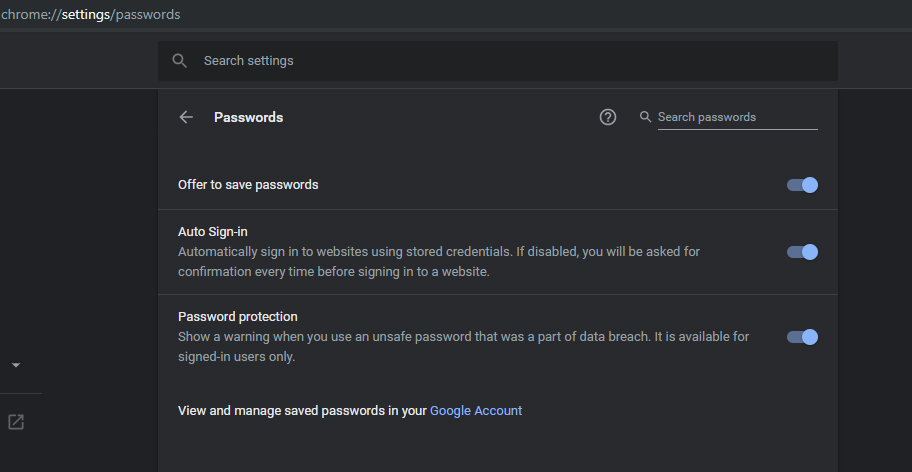 chrome://settings/passwords
Search settings
Passwords
Search passwords
Offer to save passwords
Auto Sign-in
Automatically sign in to websites using stored credentials. If disabled, you will be asked for
confirmation every time before signing in to a website.
Password protection
Show a warning when you use an unsafe password that was a part of data breach. It is available for
signed-in users only.
View and manage saved passwords in your Google Account